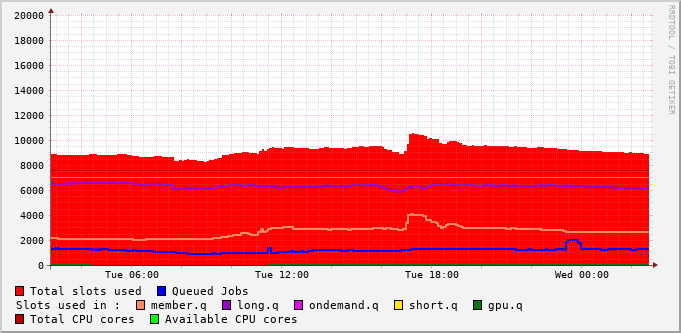 RRDTOOL / TOBI OETIKER
20000
18000
16000
14000
12000
10000
8000
6000
4000
2000
0
Tue 06:00 Tue 12:00 Tue 18:00 Wed 00:00
Total slots used Queued Jobs
Slots used in : member.q long.q ondemand.q short.q gpu.q
Total CPU cores Available CPU cores